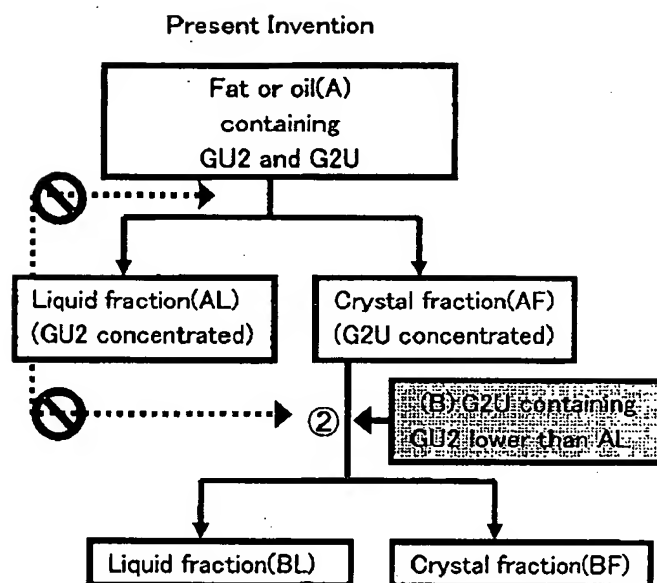 Present Invention
Fat or oil(A)
containing
GU2 and G2U
Liquid fraction(AL)
(GU2 concentrated)
Crystal fraction(AF)
(G2U concentrated)
②
(B) G2U containing
GU2 lower than AL
Liquid fraction(BL)
Crystal fraction(BF)